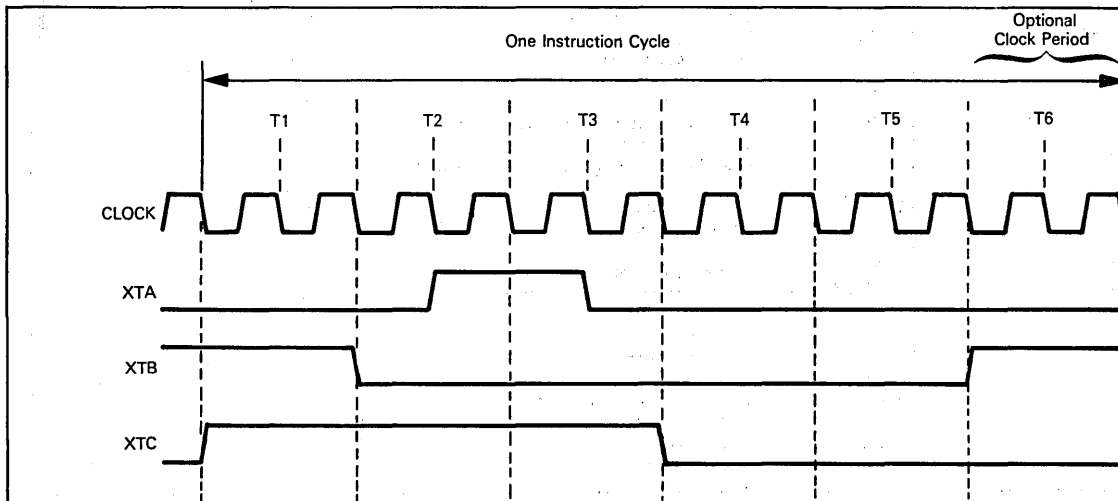 Optional
Clock Period
One Instruction Cycle
T1 T2 T3 T4 T5 T6
CLOCK
XTA
XTB
XTC